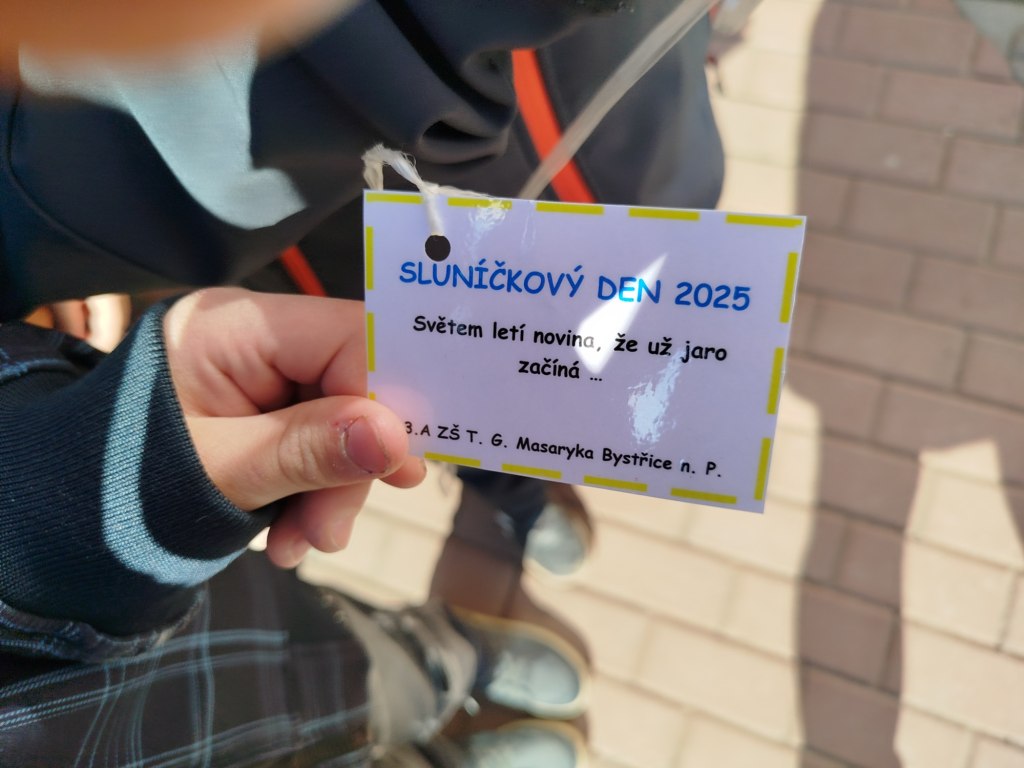 SLUNÍČKOVÝ DEN 2025
Světem letí novina, že už jaro
začíná ...
3.A ZŠ T. G. Masaryka Bystřice n. P.